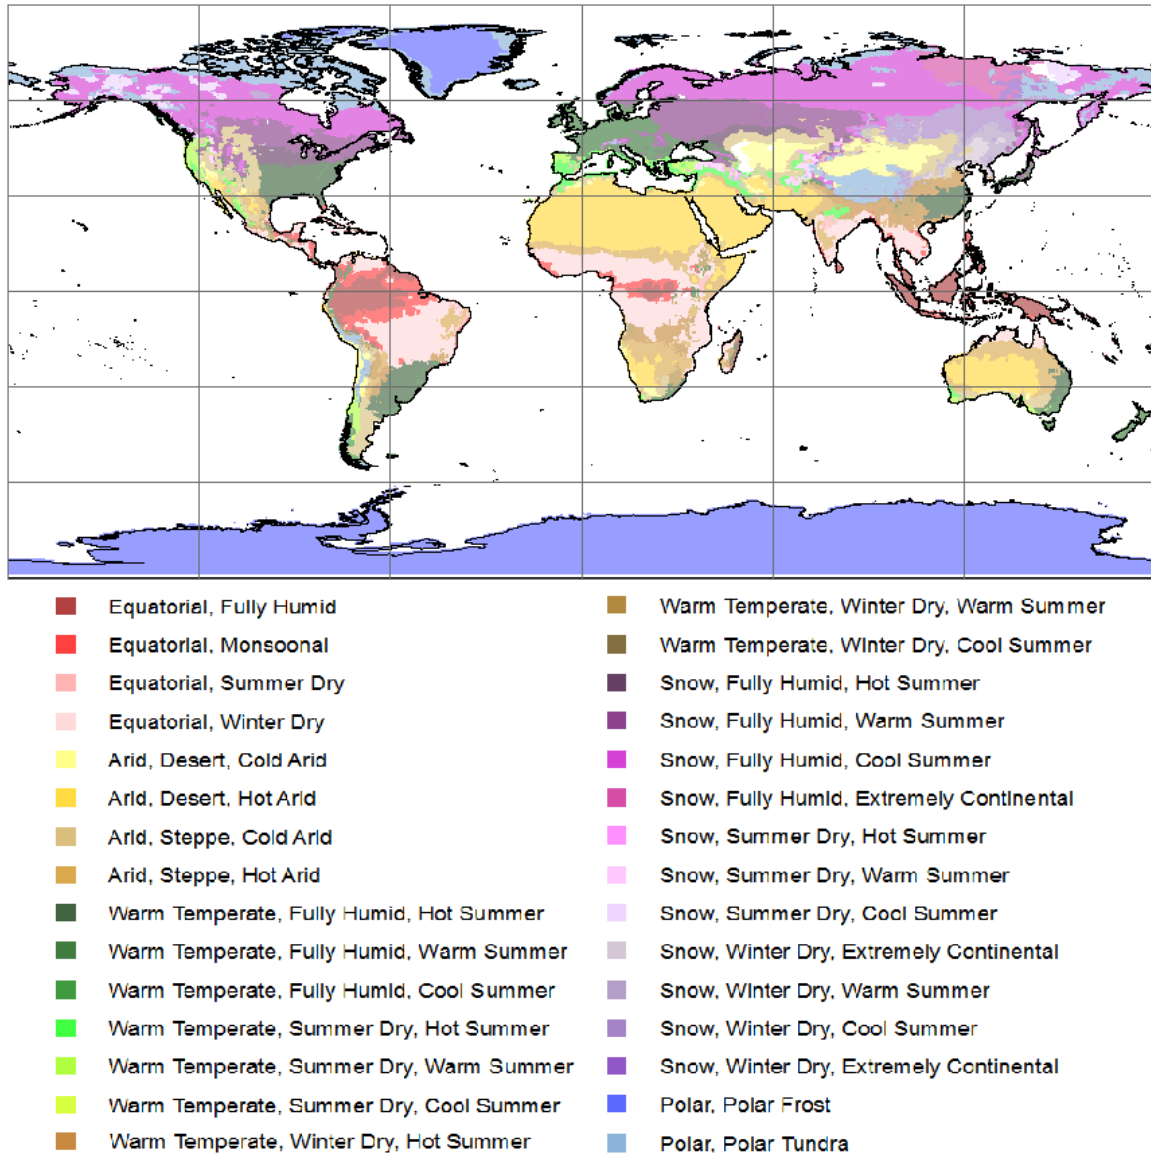 Equatorial, Fully Humid
Equatorial, Monsoonal
Equatorial, Summer Dry
Equatorial, Winter Dry
Arid, Desert, Cold Arid
Arid, Desert, Hot Arid
Arid, Steppe, Cold Arid
Arid, Steppe, Hot Arid
Warm Temperate, Fully Humid, Hot Summer
Warm Temperate, Fully Humid, Warm Summer
Warm Temperate, Fully Humid, Cool Summer
Warm Temperate, Summer Dry, Hot Summer
Warm Temperate, Summer Dry, Warm Summer
Warm Temperate, Summer Dry, Cool Summer
Warm Temperate, Winter Dry, Hot Summer
Warm Temperate, Winter Dry, Warm Summer
Warm Temperate, WInter Dry, Cool Summer
Snow, Fully Humid, Hot Summer
Snow, Fully Humid, Warm Summer
Snow, Fully Humid, Cool Summer
Snow, Fully Humid, Extremely Continental
Snow, Summer Dry, Hot Summer
Snow, Summer Dry, Warm Summer
Snow, Summer Dry, Cool Summer
Snow, Winter Dry, Extremely Continental
Snow, WInter Dry, Warm Summer
Snow, Winter Dry, Cool Summer
Snow, Winter Dry, Extremely Continental
Polar, Polar Frost
Polar, Polar Tundra